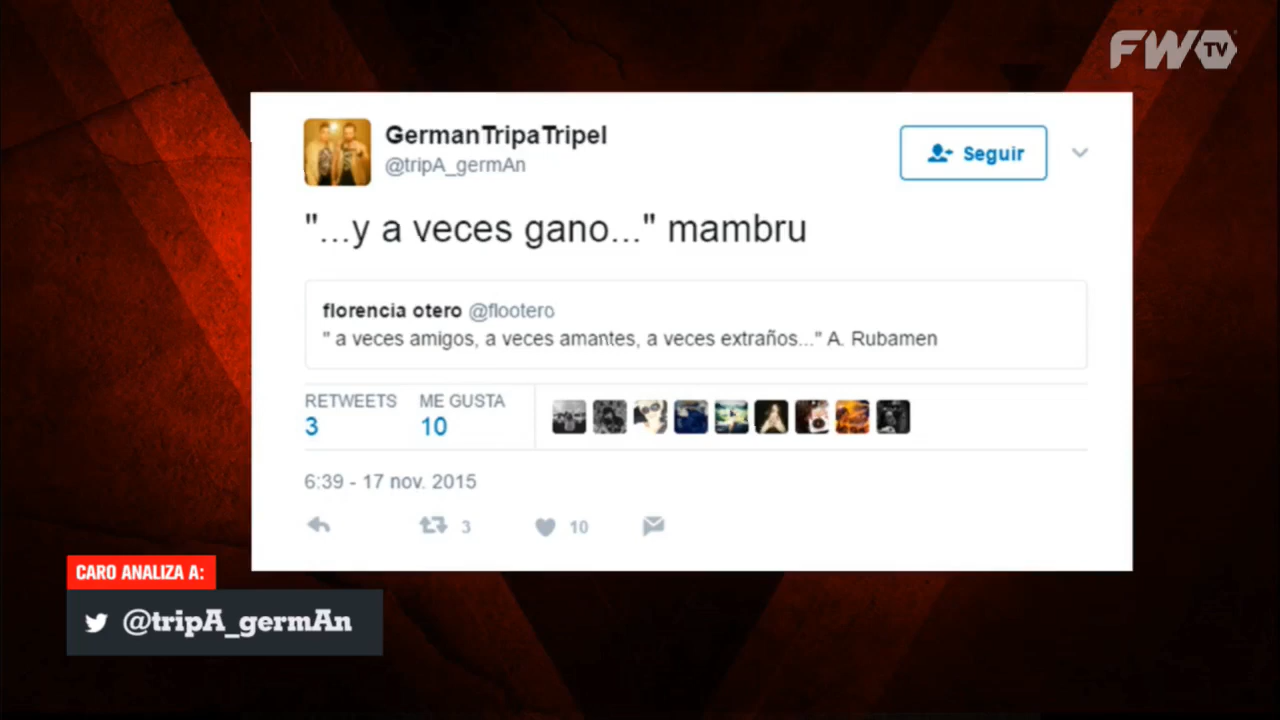 FWO TV
GermanTripaTripel
@tripA_germAn
Seguir
"...y a veces gano..." mambru
florencia otero @flootero
" a veces amigos, a veces amantes, a veces extraños..." A. Rubamen
RETWEETS ME GUSTA
3 10
6:39 - 17 nov. 2015
3 10
CARO ANALIZA A:
@tripA_germAn